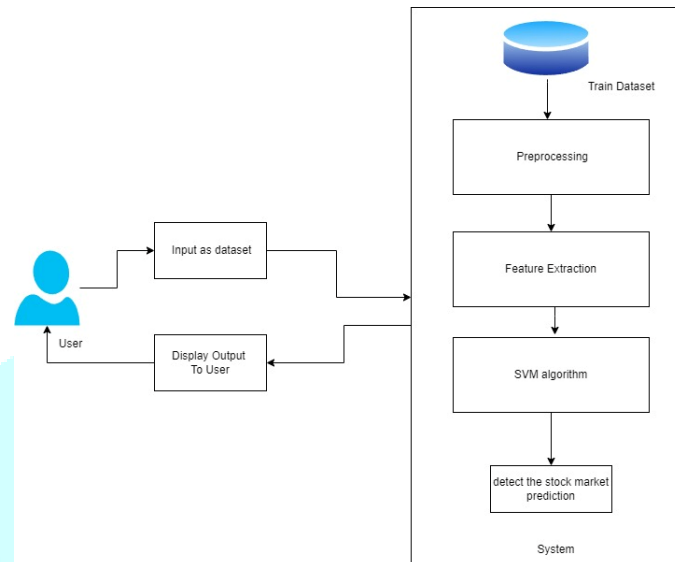 Train Dataset
Preprocessing
Input as dataset
Feature Extraction
User
Display Output
To User
SVM algorithm
detect the stock market
prediction
System